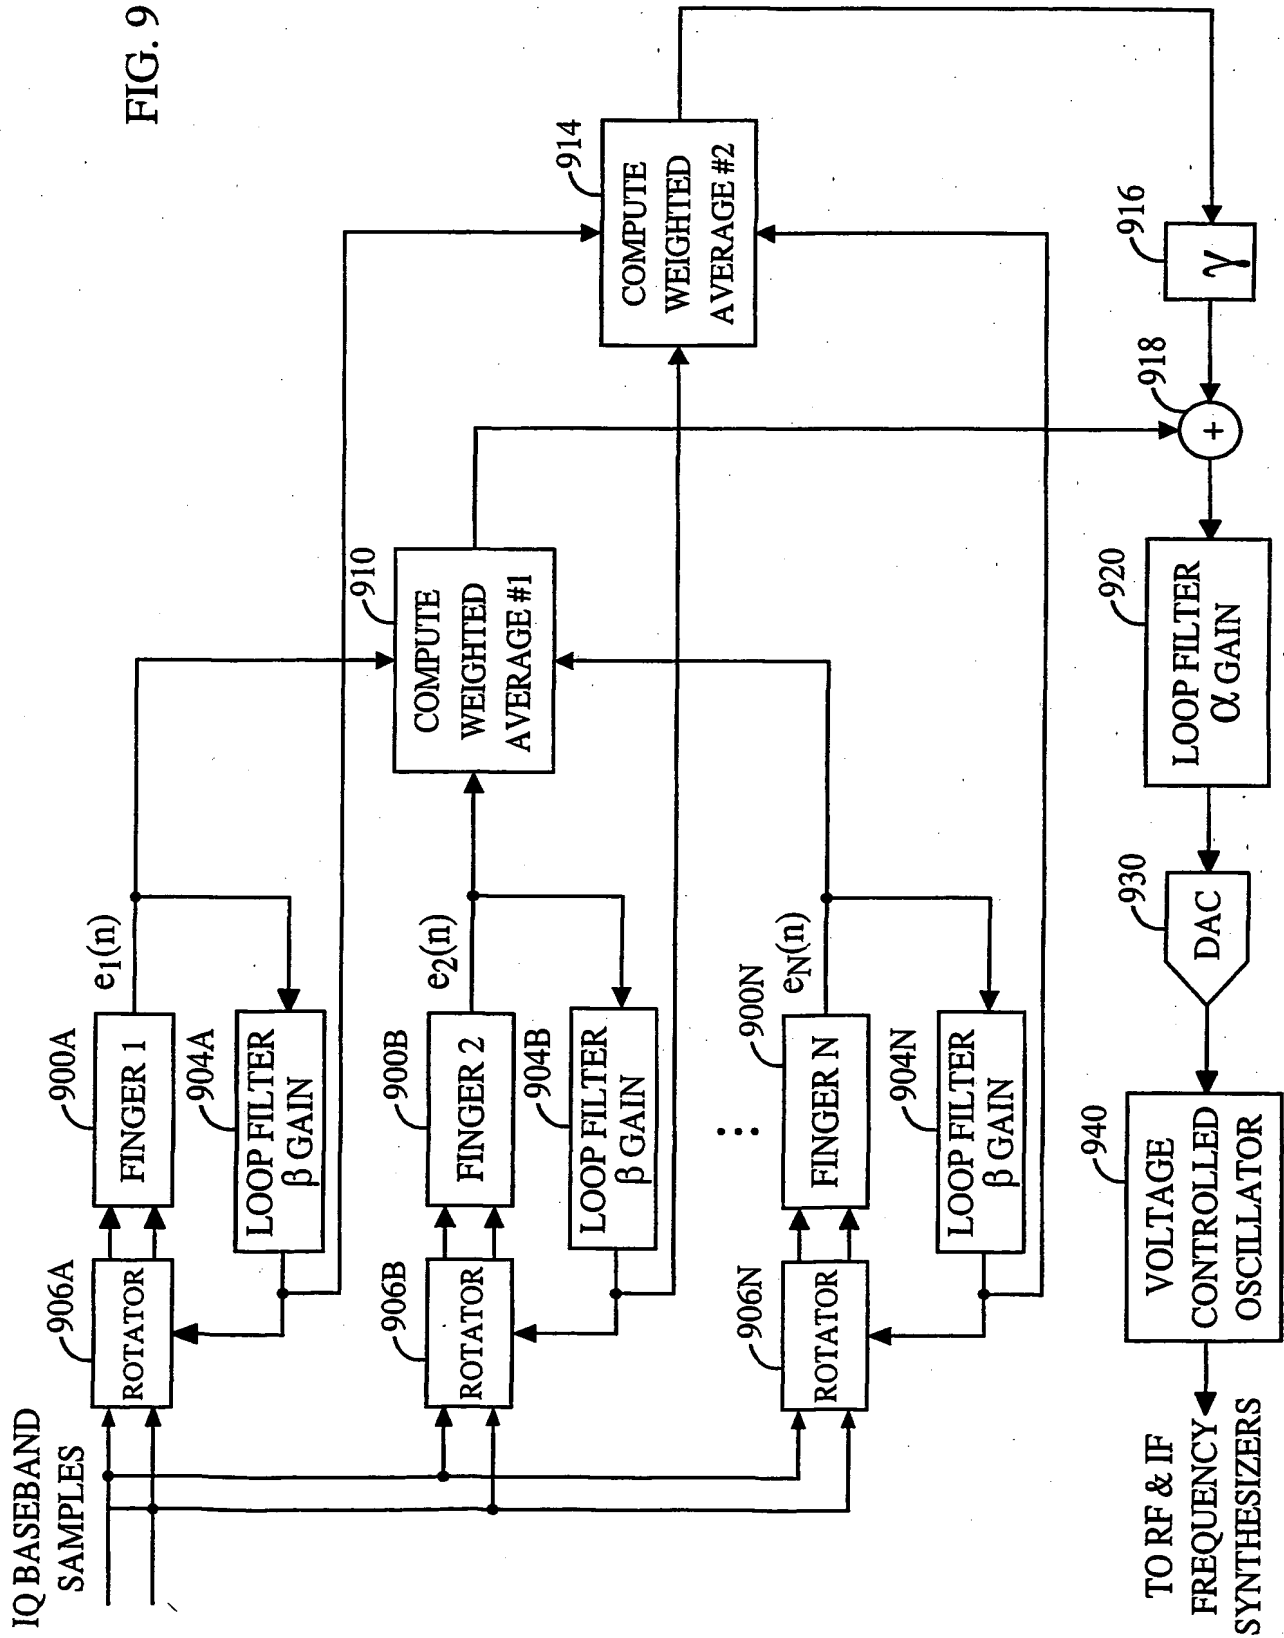 FIG. 9
IQ BASEBAND
SAMPLES
906A
ROTATOR
900A
FINGER 1
e1(n)
904A
LOOP FILTER
β GAIN
906B
ROTATOR
900B
FINGER 2
e2(n)
904B
LOOP FILTER
β GAIN
...
906N
ROTATOR
900N
FINGER N
eN(n)
904N
LOOP FILTER
β GAIN
910
COMPUTE
WEIGHTED
AVERAGE #1
914
COMPUTE
WEIGHTED
AVERAGE #2
916
γ
918
+
920
LOOP FILTER
α GAIN
930
DAC
940
VOLTAGE
CONTROLLED
OSCILLATOR
TO RF & IF
FREQUENCY
SYNTHESIZERS